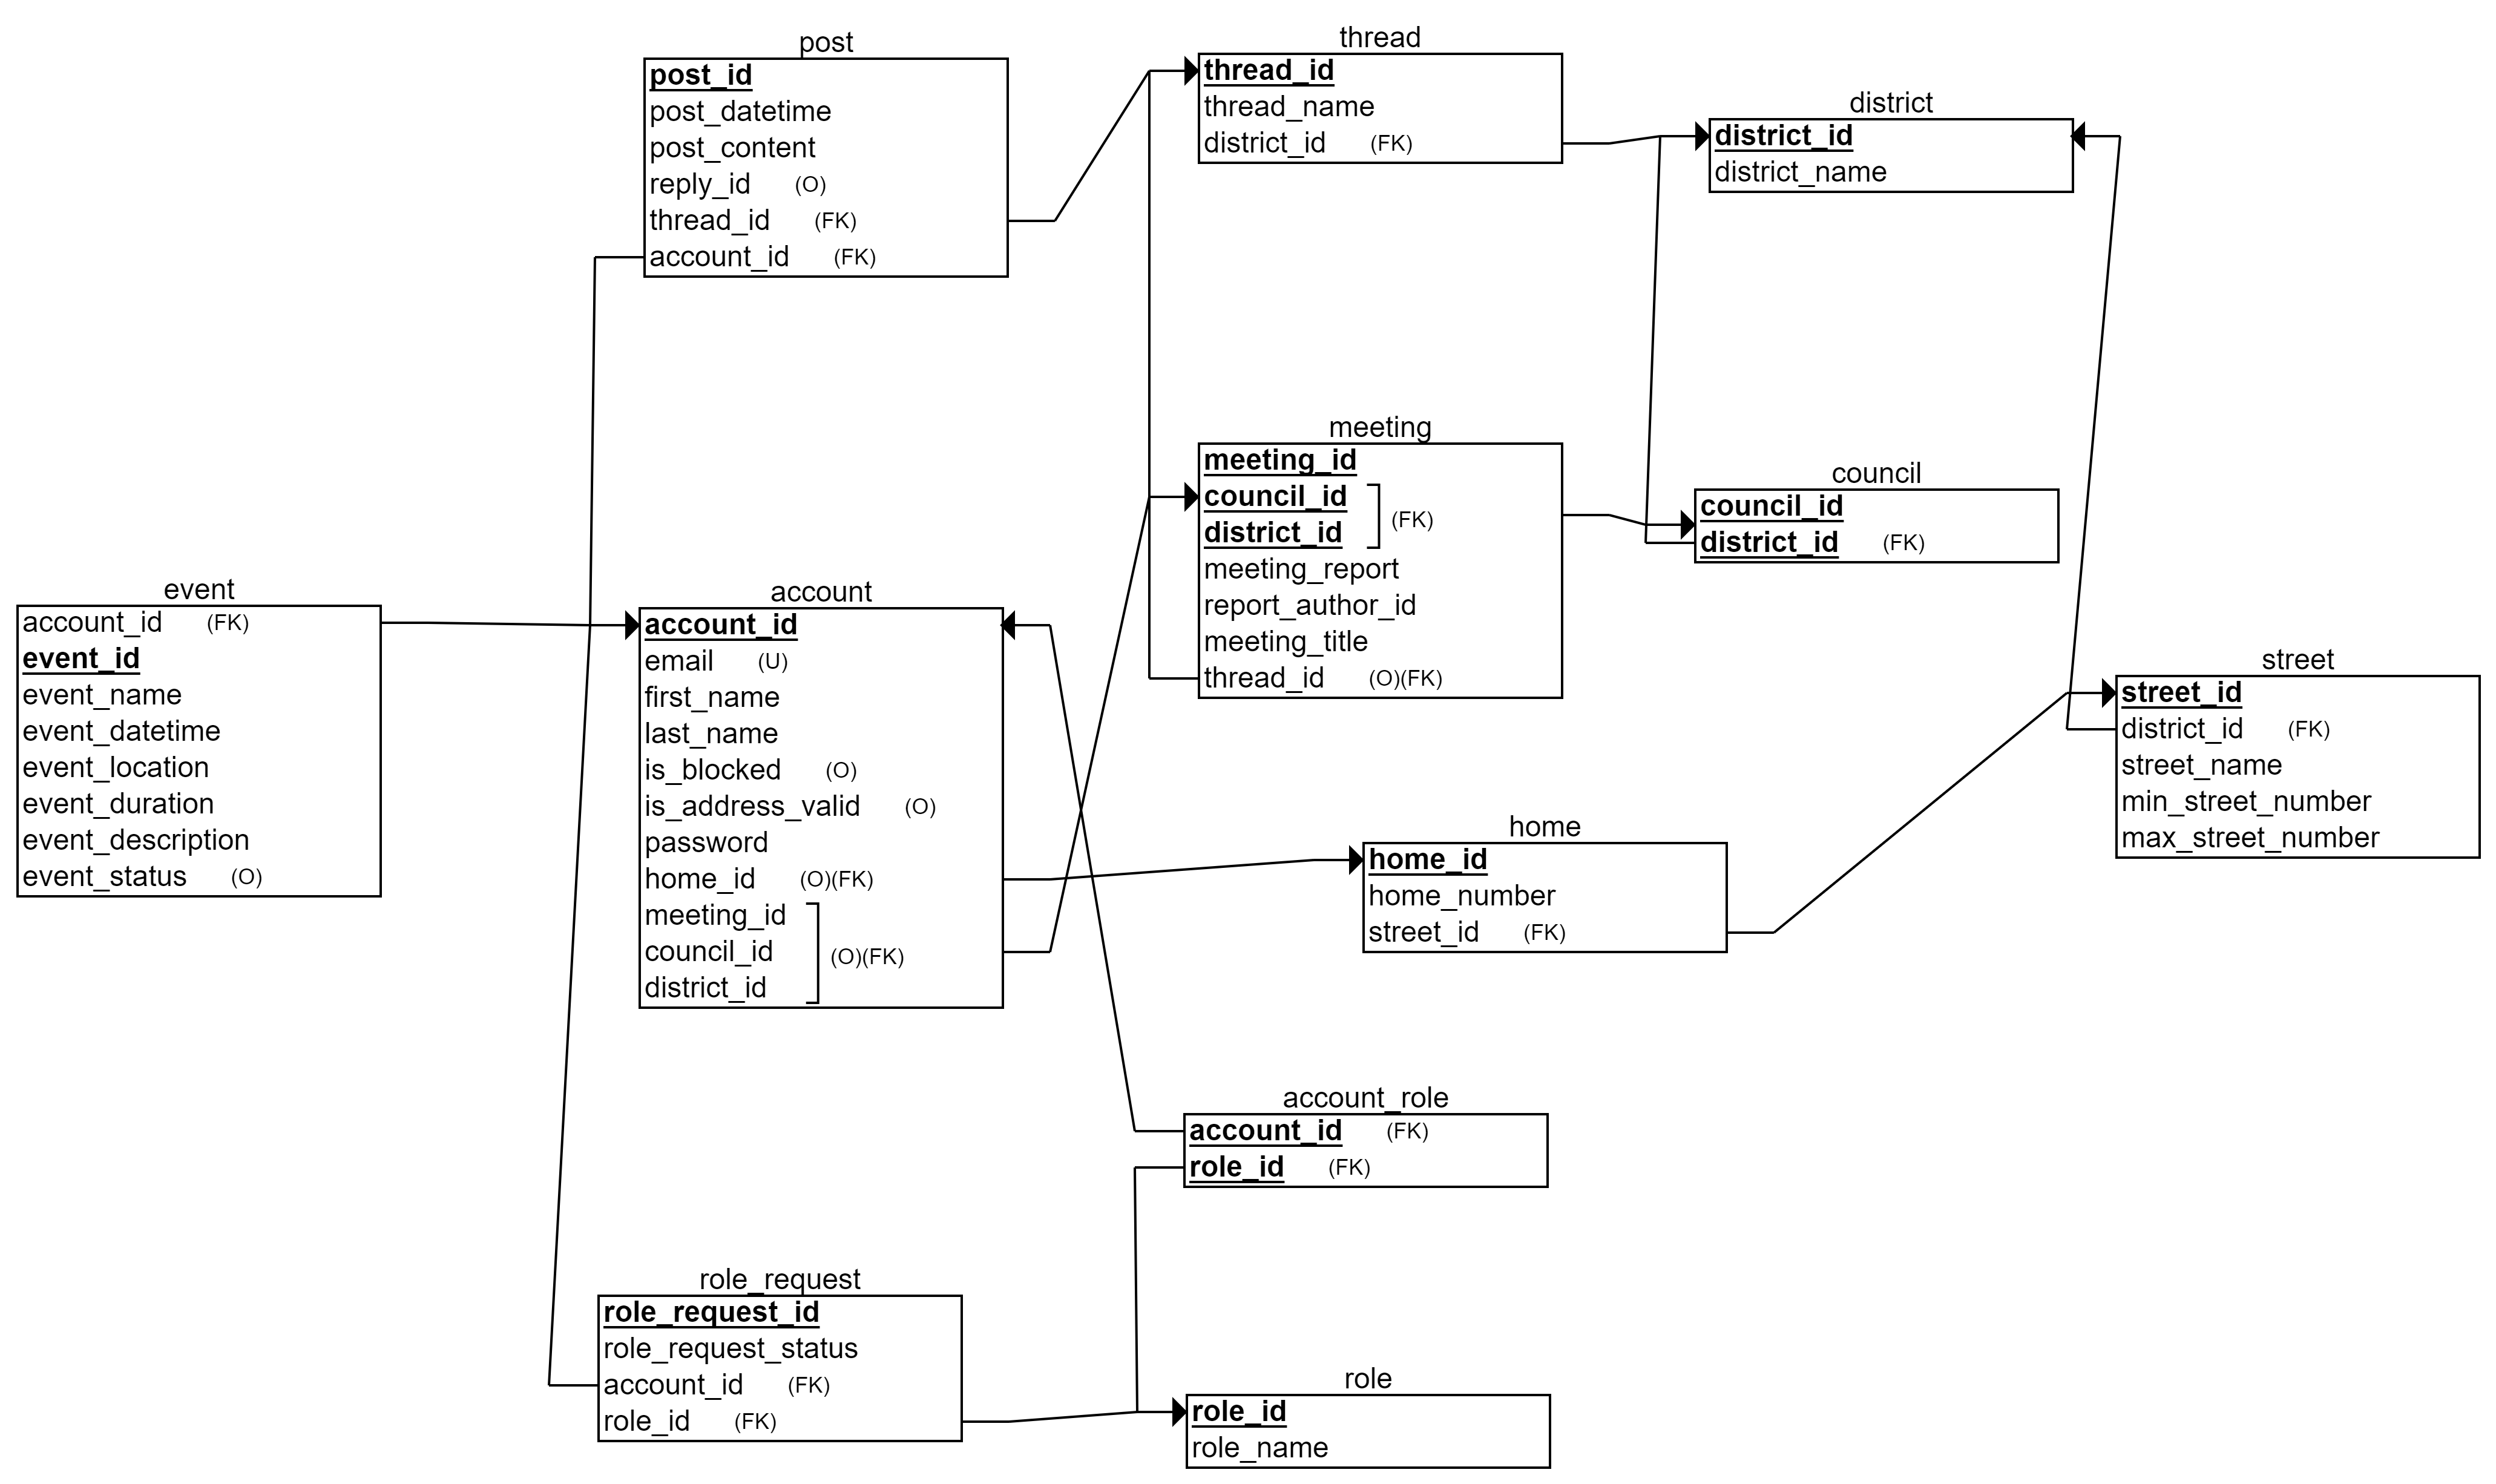 post
post_id
post_datetime
post_content
reply_id (O)
thread_id (FK)
account_id (FK)
thread
thread_id
thread_name
district_id (FK)
district
district_id
district_name
meeting
meeting_id
council_id
district_id
(FK)
meeting_report
report_author_id
meeting_title
thread_id (O)(FK)
council
council_id
district_id (FK)
event
account_id (FK)
event_id
event_name
event_datetime
event_location
event_duration
event_description
event_status (O)
account
account_id
email (U)
first_name
last_name
is_blocked (O)
is_address_valid (O)
password
home_id (O)(FK)
meeting_id
council_id
district_id
(O)(FK)
street
street_id
district_id (FK)
street_name
min_street_number
max_street_number
home
home_id
home_number
street_id (FK)
account_role
account_id (FK)
role_id (FK)
role_request
role_request_id
role_request_status
account_id (FK)
role_id (FK)
role
role_id
role_name